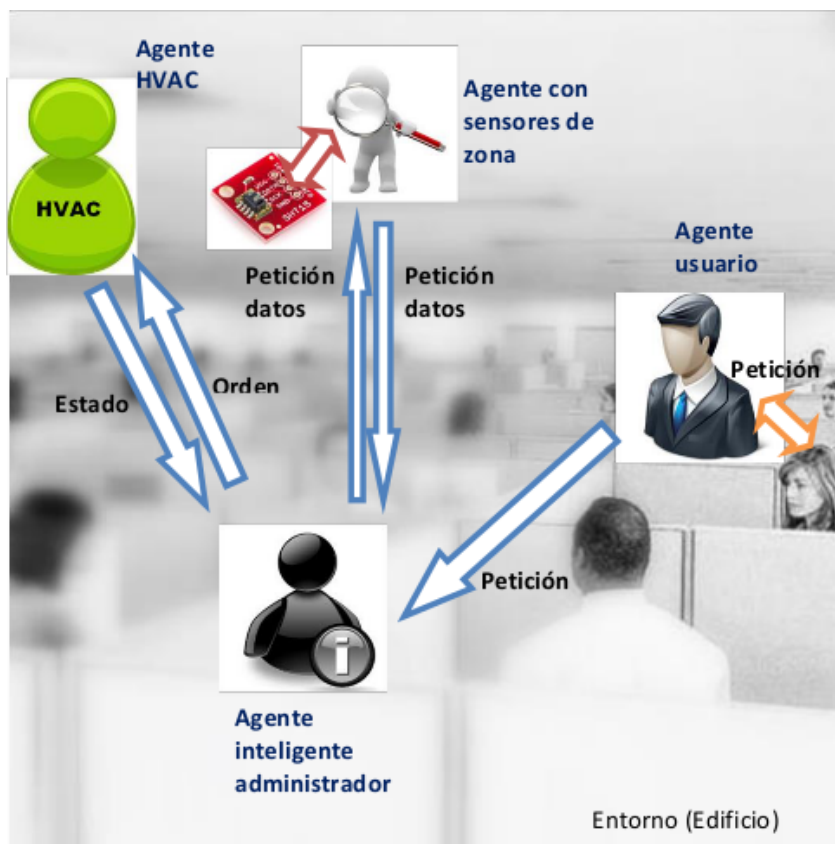 Agente
HVAC
HVAC
Agente con
sensores de
zona
SHT15
Agente
usuario
Petición
datos
Petición
datos
Petición
Estado
Orden
Petición
Agente
inteligente
administrador
Entorno (Edificio)